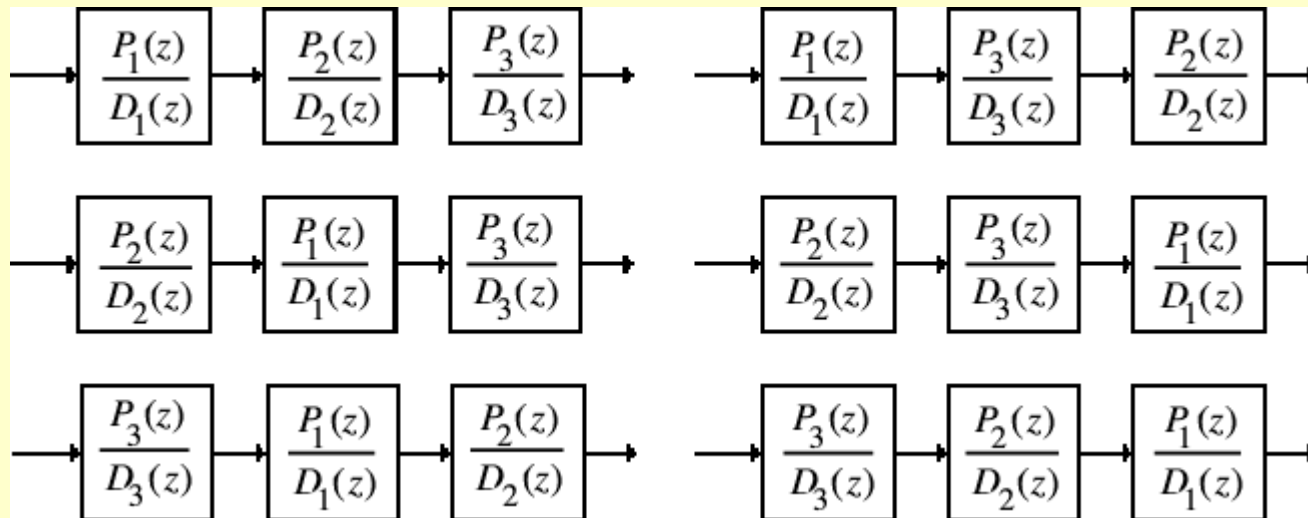 P₁(z) P₂(z) P₃(z) P₁(z) P₃(z) P₂(z)
D₁(z) D₂(z) D₃(z) D₁(z) D₃(z) D₂(z)
P₂(z) P₁(z) P₃(z) P₂(z) P₃(z) P₁(z)
D₂(z) D₁(z) D₃(z) D₂(z) D₃(z) D₁(z)
P₃(z) P₁(z) P₂(z) P₃(z) P₂(z) P₁(z)
D₃(z) D₁(z) D₂(z) D₃(z) D₂(z) D₁(z)